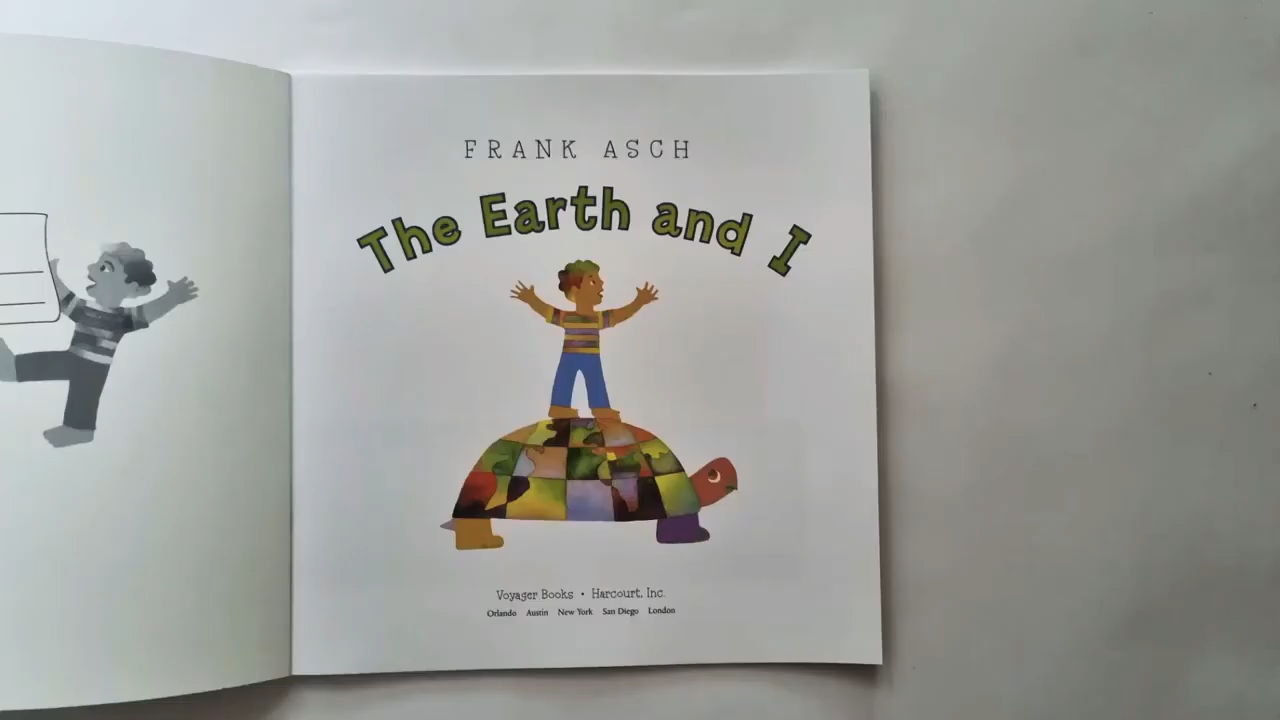 FRANK ASCH
The Earth and I
Voyager Books • Harcourt, Inc.
Orlando Austin New York San Diego London